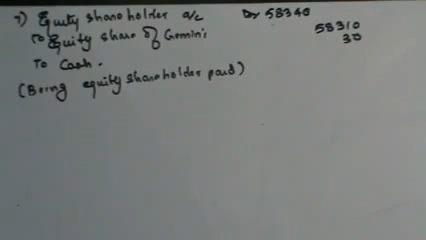 7) Equity shareholder a/c Dr 58340
To Equity share of Gemini 58310
To Cash. 30
(Being equity shareholder paid)